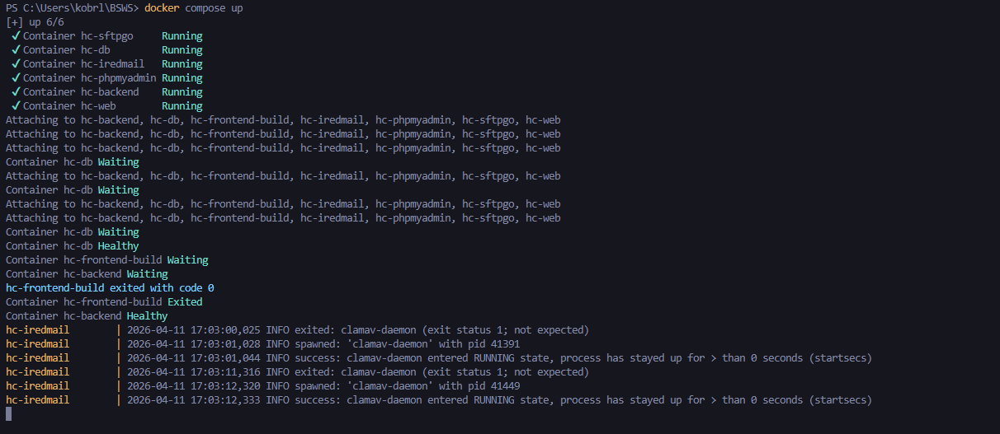 PS C:\Users\kobrl\BSWS> docker compose up
[+] up 6/6
✔ Container hc-sftpgo Running
✔ Container hc-db Running
✔ Container hc-iredmail Running
✔ Container hc-phpmyadmin Running
✔ Container hc-backend Running
✔ Container hc-web Running
Attaching to hc-backend, hc-db, hc-frontend-build, hc-iredmail, hc-phpmyadmin, hc-sftpgo, hc-web
Attaching to hc-backend, hc-db, hc-frontend-build, hc-iredmail, hc-phpmyadmin, hc-sftpgo, hc-web
Attaching to hc-backend, hc-db, hc-frontend-build, hc-iredmail, hc-phpmyadmin, hc-sftpgo, hc-web
Container hc-db Waiting
Attaching to hc-backend, hc-db, hc-frontend-build, hc-iredmail, hc-phpmyadmin, hc-sftpgo, hc-web
Container hc-db Waiting
Attaching to hc-backend, hc-db, hc-frontend-build, hc-iredmail, hc-phpmyadmin, hc-sftpgo, hc-web
Attaching to hc-backend, hc-db, hc-frontend-build, hc-iredmail, hc-phpmyadmin, hc-sftpgo, hc-web
Container hc-db Waiting
Container hc-db Healthy
Container hc-frontend-build Waiting
Container hc-backend Waiting
hc-frontend-build exited with code 0
Container hc-frontend-build Exited
Container hc-backend Healthy
hc-iredmail | 2026-04-11 17:03:00,025 INFO exited: clamav-daemon (exit status 1; not expected)
hc-iredmail | 2026-04-11 17:03:01,028 INFO spawned: 'clamav-daemon' with pid 41391
hc-iredmail | 2026-04-11 17:03:01,044 INFO success: clamav-daemon entered RUNNING state, process has stayed up for > than 0 seconds (startsecs)
hc-iredmail | 2026-04-11 17:03:11,316 INFO exited: clamav-daemon (exit status 1; not expected)
hc-iredmail | 2026-04-11 17:03:12,320 INFO spawned: 'clamav-daemon' with pid 41449
hc-iredmail | 2026-04-11 17:03:12,333 INFO success: clamav-daemon entered RUNNING state, process has stayed up for > than 0 seconds (startsecs)